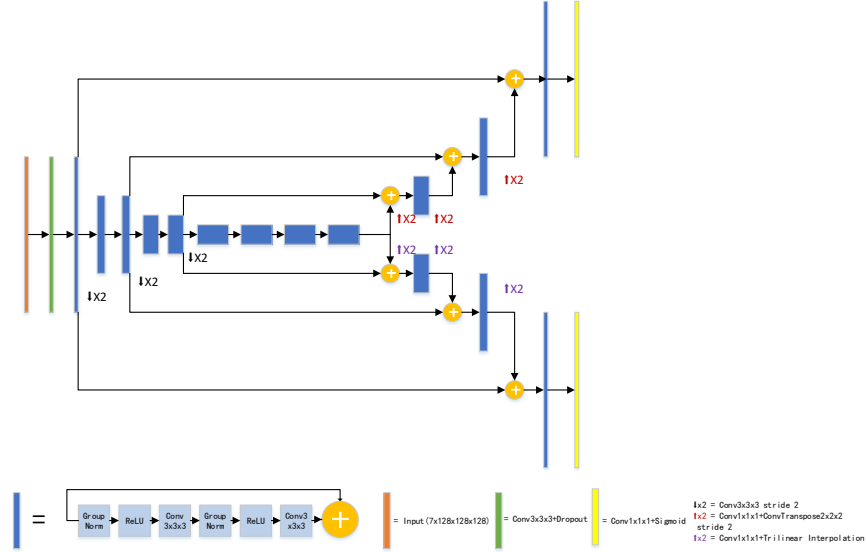 ⬆X2
⬆X2
⬆X2
⬆X2
⬆X2
⬇X2
⬇X2
⬆X2
⬇X2
=
Group Norm
ReLU
Conv 3x3x3
Group Norm
ReLU
Conv3 x3x3
= Input(7x128x128x128)
= Conv3x3x3+Dropout
= Conv1x1x1+Sigmoid
⬇x2 = Conv3x3x3 stride 2
⬆x2 = Conv1x1x1+ConvTranspose2x2x2
stride 2
⬆x2 = Conv1x1x1+Trilinear Interpolation